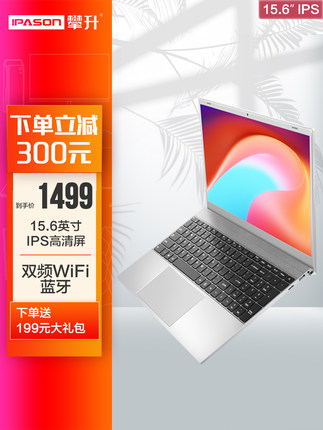 IPASON 攀升
15.6" IPS
下单立减
300元
到手价 1499
15.6英寸
IPS高清屏
双频WiFi
蓝牙
下单送
199元大礼包